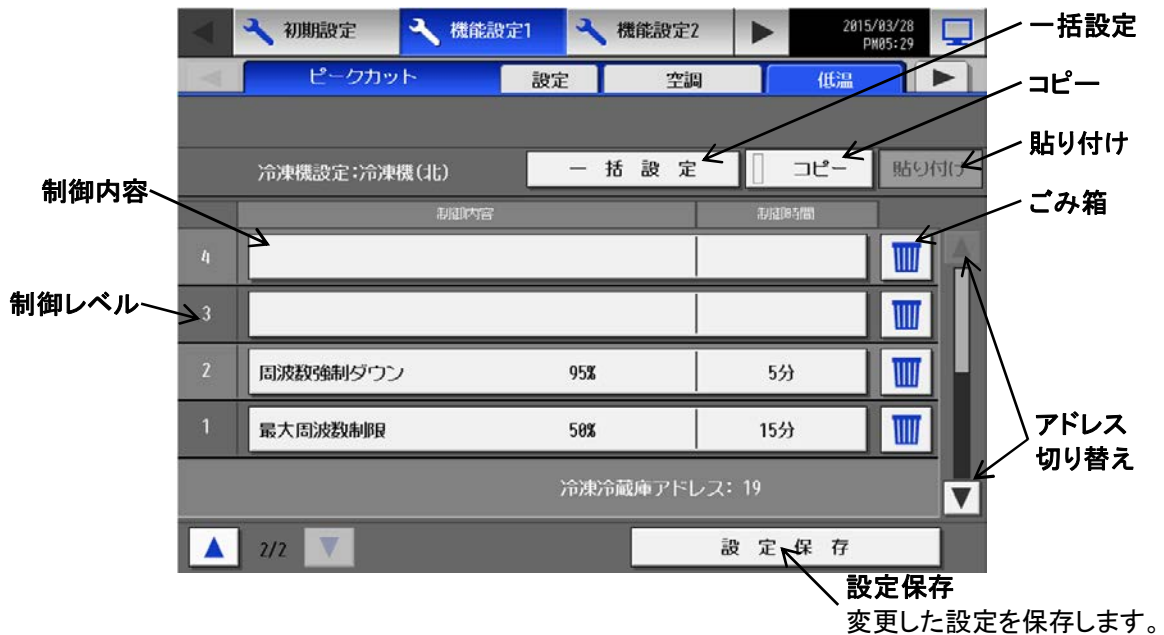 初期設定 機能設定1 機能設定2 2015/03/28
PM05:29
一括設定
ピークカット 設定 空調 低温
コピー
冷凍機設定:冷凍機(北) 一 括 設 定 コピー 貼り付け
貼り付け
制御内容
制御内容 制御時間
ごみ箱
4
制御レベル
3
2 周波数強制ダウン 95% 5分
1 最大周波数制限 50% 15分
アドレス
切り替え
冷凍冷蔵庫アドレス: 19
2/2 設 定 保 存
設定保存
変更した設定を保存します。